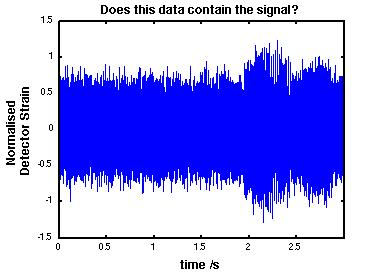 Does this data contain the signal?
1.5
1
0.5
0
-0.5
-1
-1.5
Normalised
Detector Strain
0 0.5 1 1.5 2 2.5
time /s